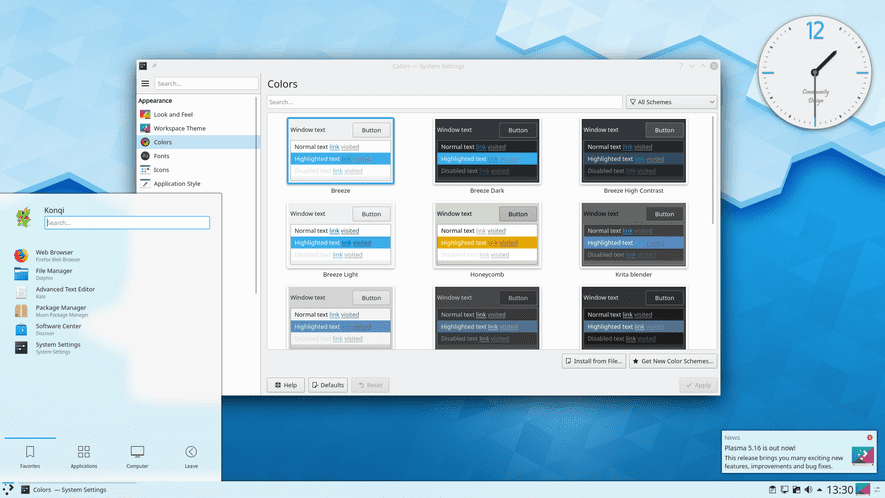 Colors — System Settings
Search...
Appearance
Look and Feel
Workspace Theme
Colors
Fonts
Icons
Application Style
Colors
Search...
All Schemes
Window text Button
Normal text link visited
Highlighted text link visited
Disabled text link visited
Breeze
Window text Button
Normal text link visited
Highlighted text link visited
Disabled text link visited
Breeze Dark
Window text Button
Normal text link visited
Highlighted text link visited
Disabled text link visited
Breeze High Contrast
Window text Button
Normal text link visited
Highlighted text link visited
Breeze Light
Window text Button
Normal text link visited
Highlighted text link visited
Honeycomb
Window text Button
Normal text link visited
Highlighted text link visited
Disabled text link visited
Krita blender
Window text Button
Normal text link visited
Highlighted text link visited
Disabled text link visited
Window text Button
Normal text link visited
Highlighted text link visited
Disabled text link visited
Window text Button
Normal text link visited
Highlighted text link visited
Disabled text link visited
Install from File...
Get New Color Schemes...
Help
Defaults
Reset
Apply
Konqi
Search...
Web Browser
Firefox Web Browser
File Manager
Dolphin
Advanced Text Editor
Kate
Package Manager
Muon Package Manager
Software Center
Discover
System Settings
System Settings
Favorites
Applications
Computer
Leave
12
Community
Design
News
Plasma 5.16 is out now!
This release brings you many exciting new
features, improvements and bug fixes.
Colors — System Settings
13:30